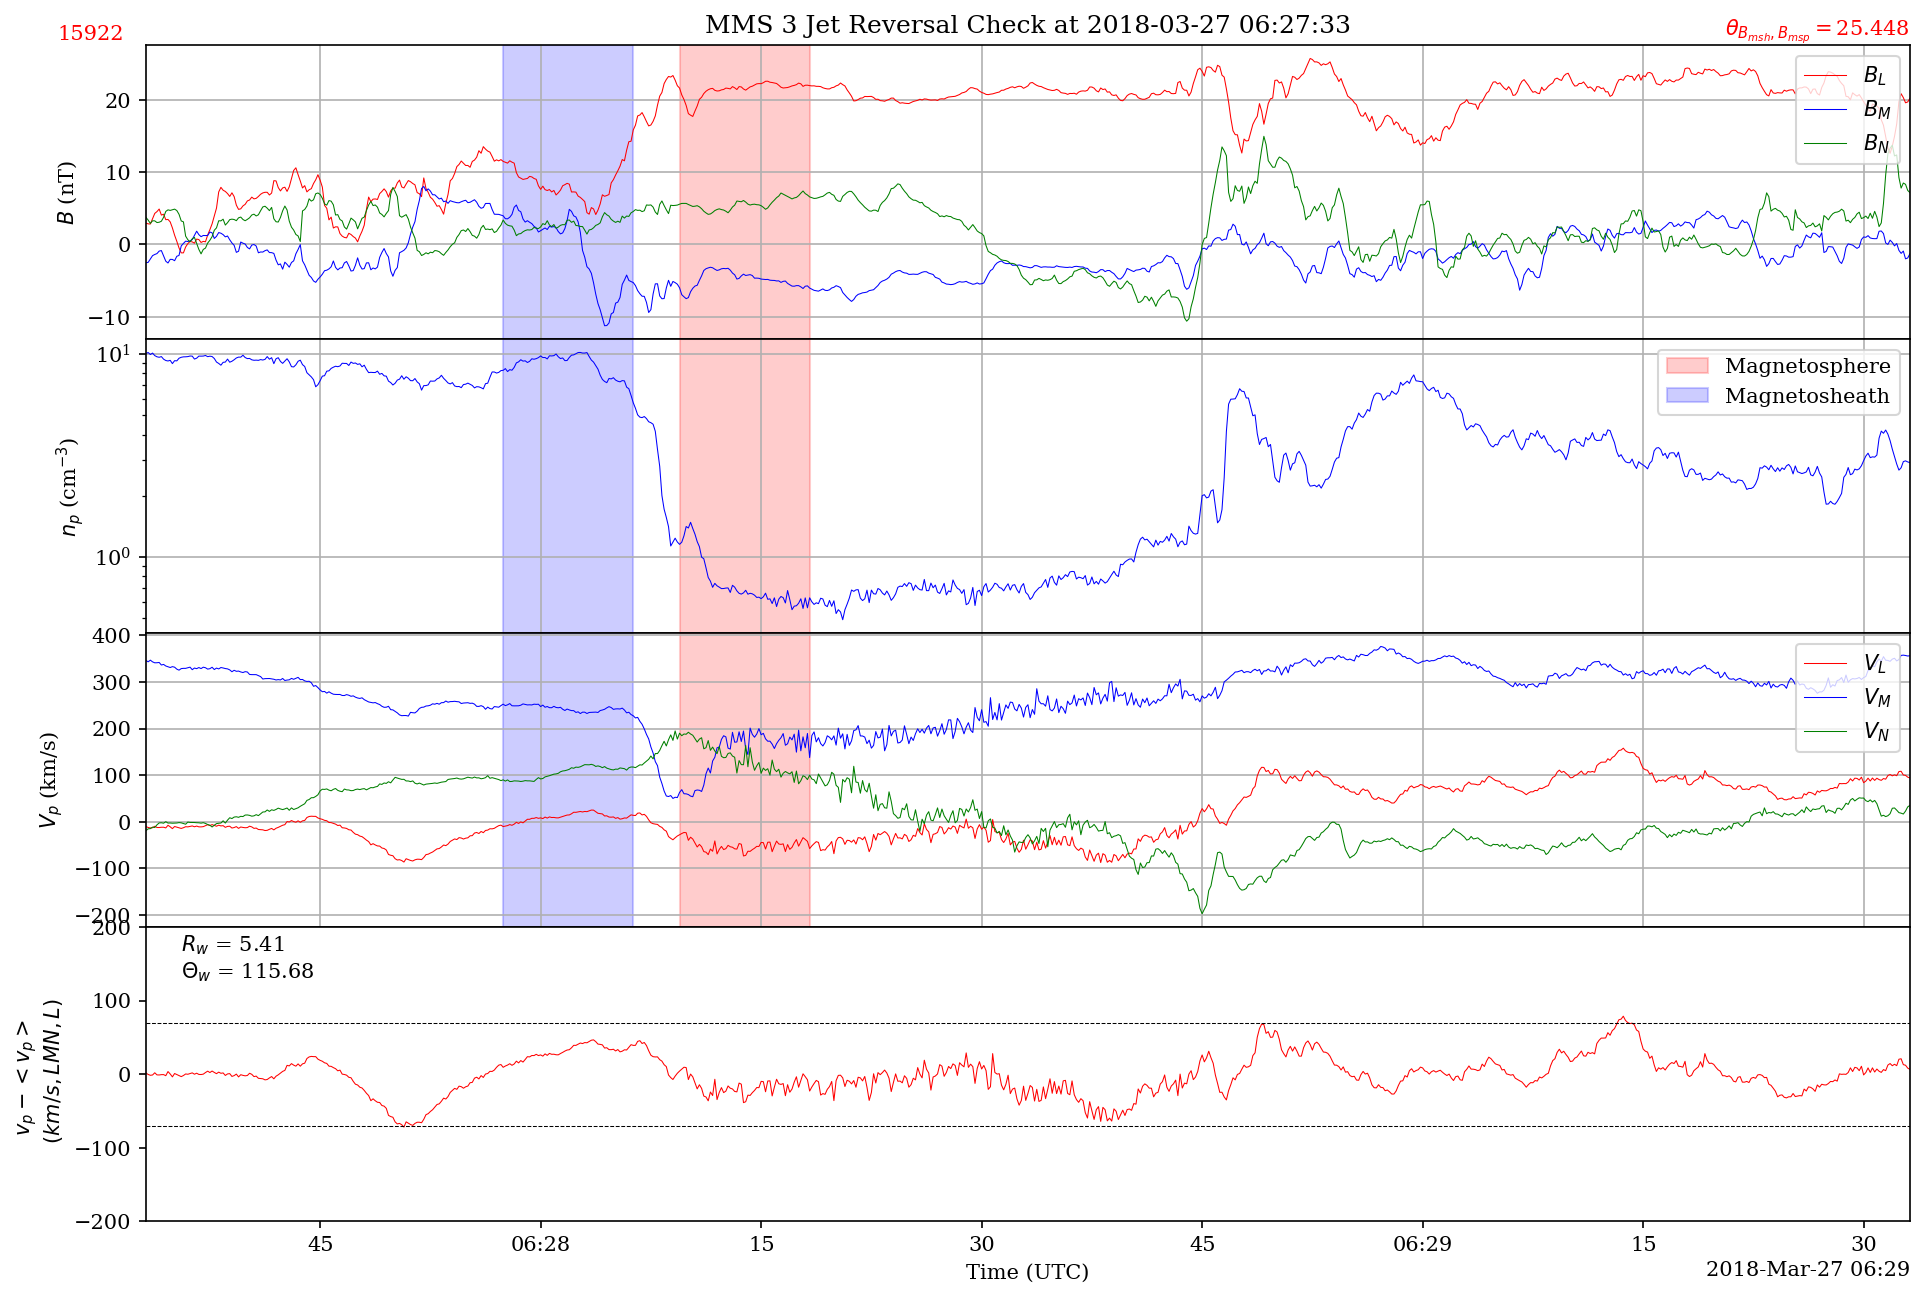 MMS 3 Jet Reversal Check at 2018-03-27 06:27:33
15922
θ_{B_{msh}, B_{msp}} = 25.448
B (nT)
20
10
0
−10
B_L
B_M
B_N
n_p (cm^{−3})
10^1
10^0
Magnetosphere
Magnetosheath
V_p (km/s)
400
300
200
100
0
−100
−200
V_L
V_M
V_N
v_p − < v_p >
(km/s, LMN, L)
200
100
0
−100
−200
R_w = 5.41
Θ_w = 115.68
45
06:28
15
30
45
06:29
15
30
Time (UTC)
2018-Mar-27 06:29